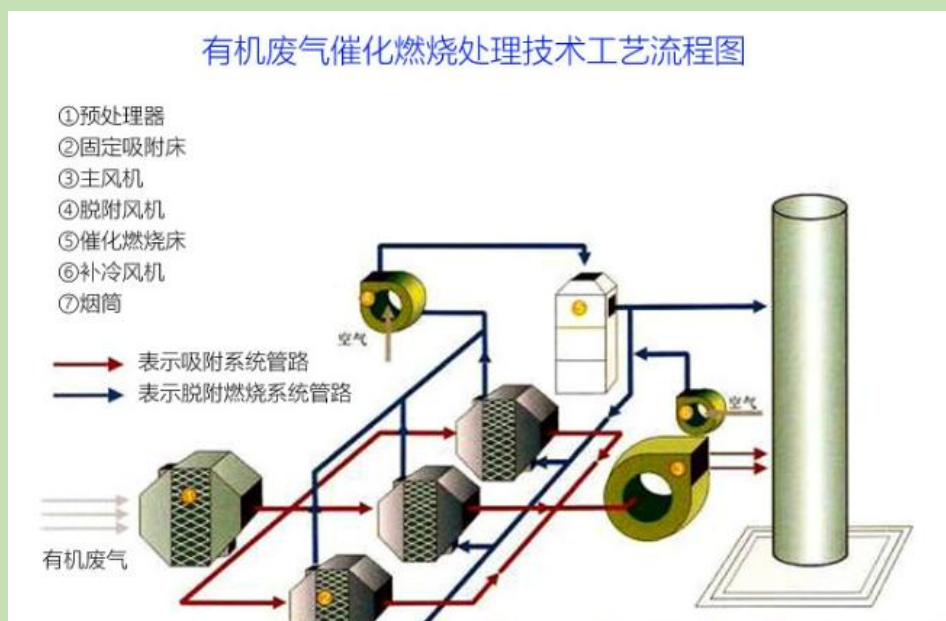 有机废气催化燃烧处理技术工艺流程图
①预处理器
②固定吸附床
③主风机
④脱附风机
⑤催化燃烧床
⑥补冷风机
⑦烟筒
空气
表示吸附系统管路
表示脱附燃烧系统管路
空气
①
有机废气
②